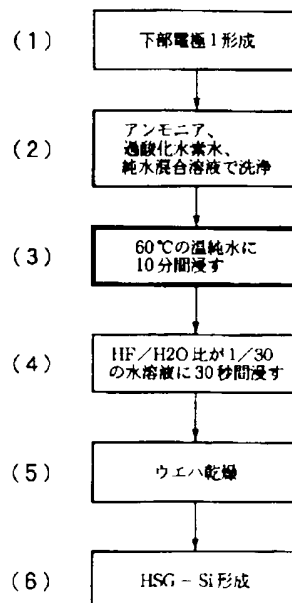 (1)
下部電極1形成
(2)
アンモニア、
過酸化水素水、
純水混合溶液で洗浄
(3)
60℃の温純水に
10分間浸す
(4)
HF/H2O比が1/30
の水溶液に30秒間浸す
(5)
ウエハ乾燥
(6)
HSG-Si形成